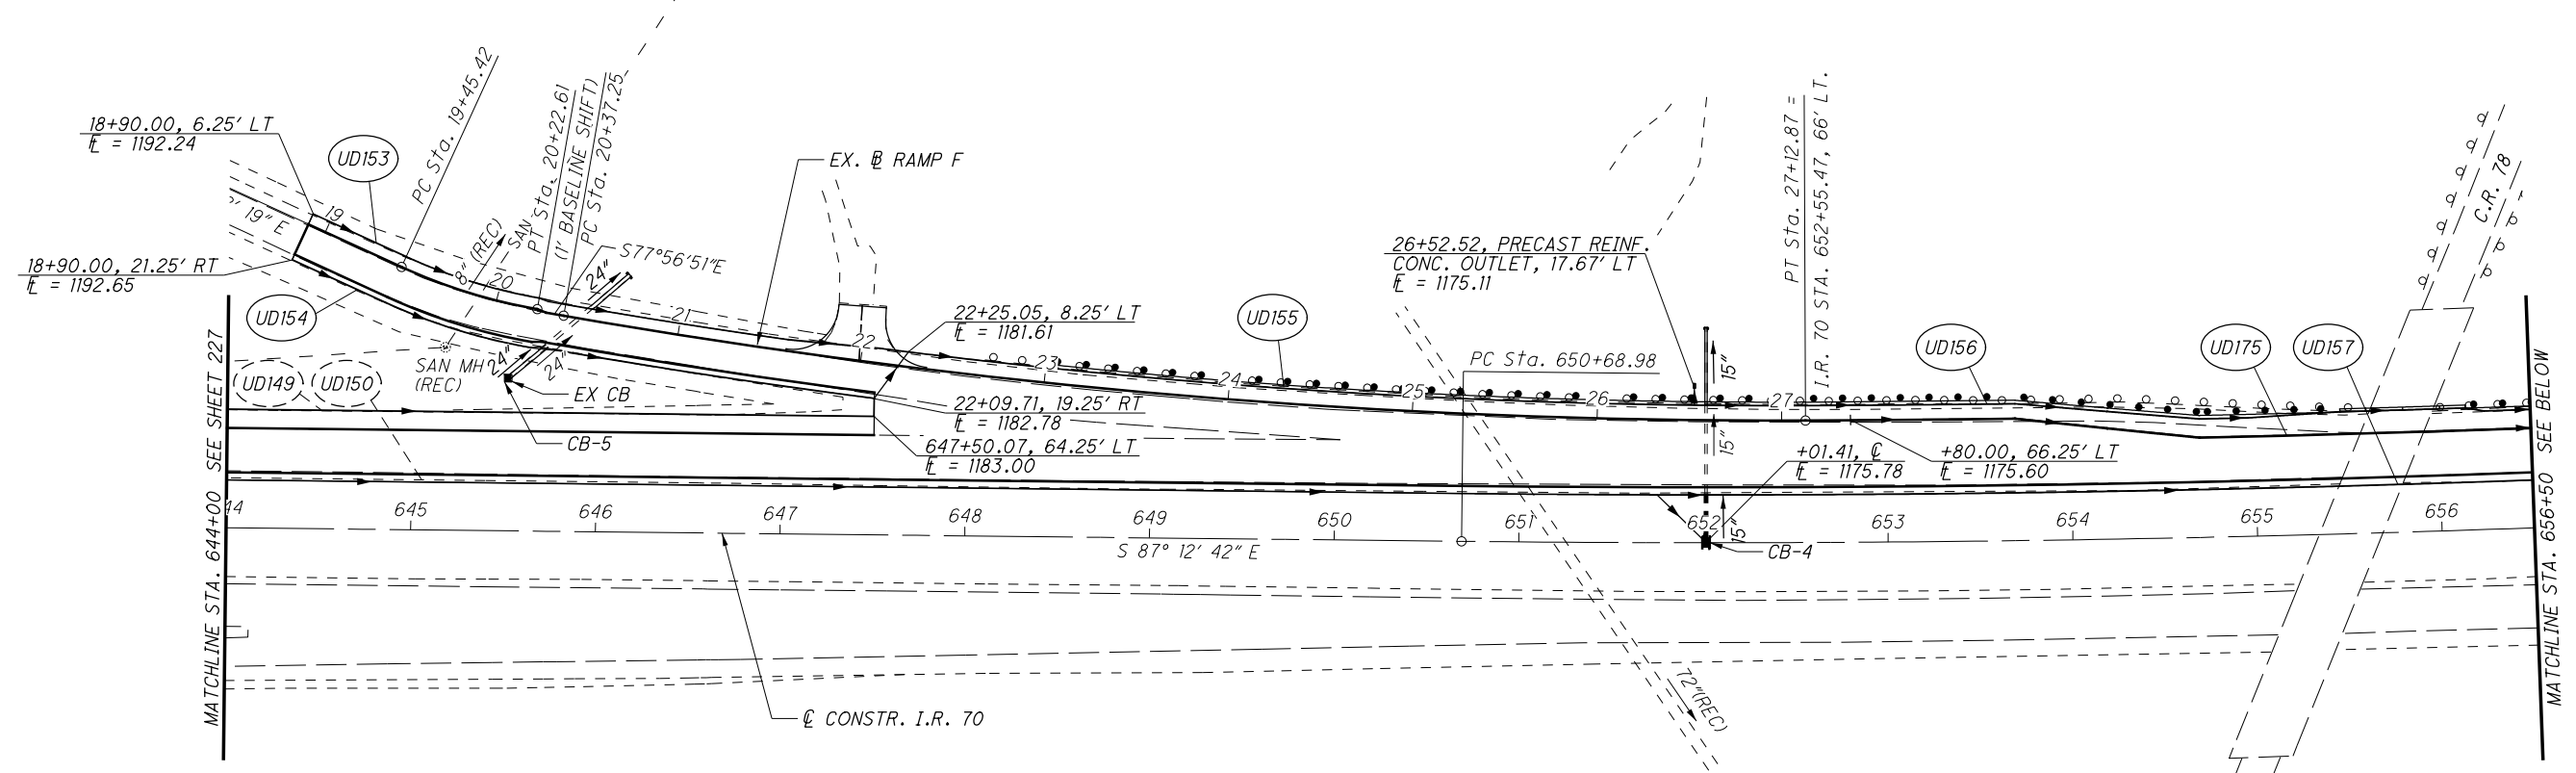 18+90.00, 6.25' LT
℄ = 1192.24
UD153
PC Sta. 19+45.42
PT Sta. 20+22.61
(1' BASELINE SHIFT)
PC Sta. 20+37.25
EX. ⅊ RAMP F
' 19" E
19
8" (REC)
SAN
20
24"
S77°56'51"E
18+90.00, 21.25' RT
℄ = 1192.65
UD154
21
22
22+25.05, 8.25' LT
℄ = 1181.61
UD155
26+52.52, PRECAST REINF.
CONC. OUTLET, 17.67' LT
℄ = 1175.11
PT Sta. 27+12.87 =
I.R. 70 STA. 652+55.47, 66' LT.
C.R. 78
UD156
UD175
UD157
PC Sta. 650+68.98
15"
23
24
25
26
27
UD149
UD150
SAN MH
(REC)
24"
24"
EX CB
CB-5
22+09.71, 19.25' RT
℄ = 1182.78
647+50.07, 64.25' LT
℄ = 1183.00
15"
+01.41, ℄
℄ = 1175.78
+80.00, 66.25' LT
℄ = 1175.60
44
645
646
647
648
649
650
651
652
653
654
655
656
15"
CB-4
S 87° 12' 42" E
72"(REC)
℄ CONSTR. I.R. 70
MATCHLINE STA. 644+00 SEE SHEET 227
MATCHLINE STA. 656+50 SEE BELOW